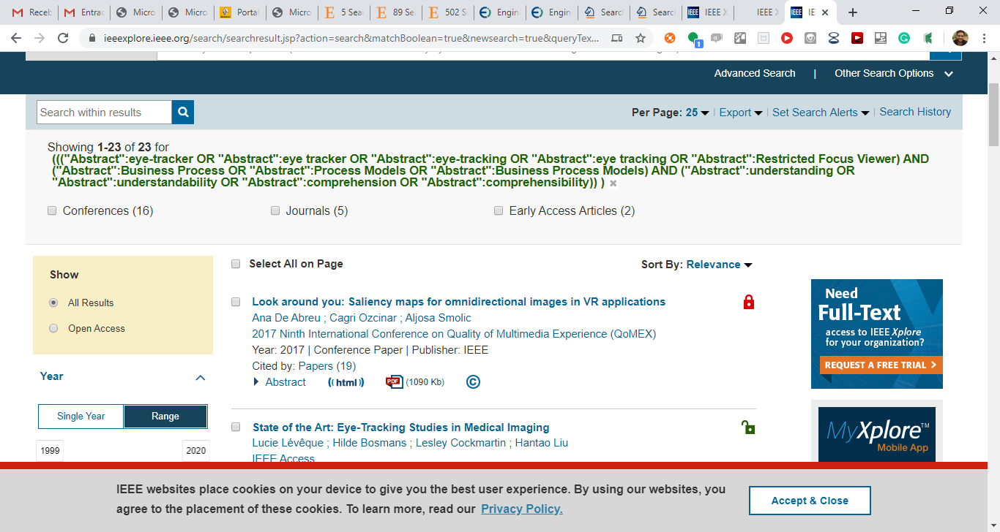 Receb
Entrad
Micro
Micro
Portal
Micro
5 Sear
89 Se
502 S
Engin
Engin
Search
Search
IEEE X
IEEE X
IE
ieeexplore.ieee.org/search/searchresult.jsp?action=search&matchBoolean=true&newsearch=true&queryTex...
1
Advanced Search | Other Search Options
Search within results
Per Page: 25 | Export | Set Search Alerts | Search History
Showing 1-23 of 23 for
((("Abstract":eye-tracker OR "Abstract":eye tracker OR "Abstract":eye-tracking OR "Abstract":eye tracking OR "Abstract":Restricted Focus Viewer) AND
("Abstract":Business Process OR "Abstract":Process Models OR "Abstract":Business Process Models) AND ("Abstract":understanding OR
"Abstract":understandability OR "Abstract":comprehension OR "Abstract":comprehensibility)) )
Conferences (16) Journals (5) Early Access Articles (2)
Show
All Results
Open Access
Year
Single Year Range
1999 2020
Select All on Page
Sort By: Relevance
Look around you: Saliency maps for omnidirectional images in VR applications
Ana De Abreu ; Cagri Ozcinar ; Aljosa Smolic
2017 Ninth International Conference on Quality of Multimedia Experience (QoMEX)
Year: 2017 | Conference Paper | Publisher: IEEE
Cited by: Papers (19)
Abstract ((html)) PDF (1090 Kb) ©
State of the Art: Eye-Tracking Studies in Medical Imaging
Lucie Lévêque ; Hilde Bosmans ; Lesley Cockmartin ; Hantao Liu
IEEE Access
Need
Full-Text
access to IEEE Xplore
for your organization?
REQUEST A FREE TRIAL >
MyXplore™
Mobile App
IEEE websites place cookies on your device to give you the best user experience. By using our websites, you
agree to the placement of these cookies. To learn more, read our Privacy Policy.
Accept & Close